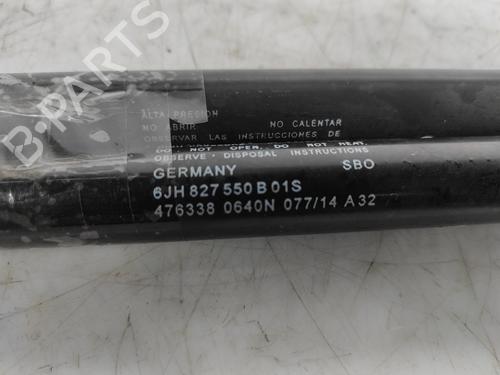 B-PARTS
ALTA PRESION
NO ABRIR NO CALENTAR
OBSERVAR LAS INSTRUCCIONES DE
DO NOT OPEN, DO NOT HEAT
OBSERVE DISPOSAL INSTRUCTIONS
GERMANY SBO
6JH 827 550 B 01S
476338 0640N 077/14 A 32